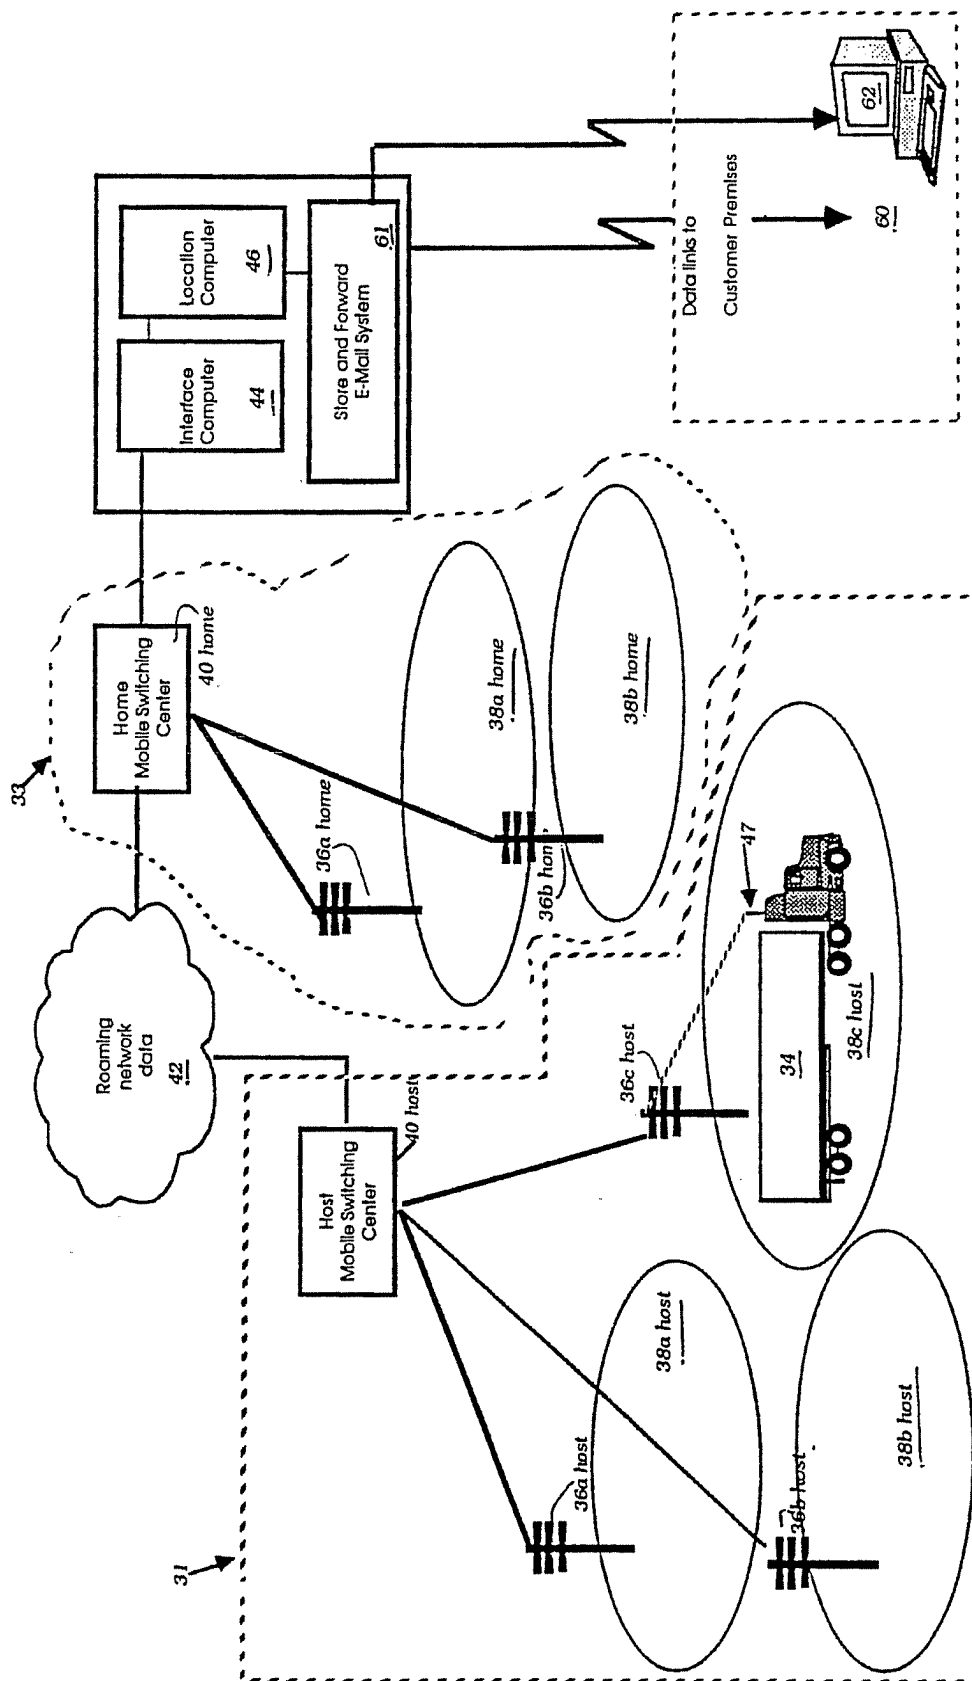 33
Roaming
network
data
42
Home
Mobile Switching
Center
40 home
Interface
Computer
44
Location
Computer
46
Store and Forward
E-Mail System
61
36a home
38a home
36b hom
38b home
Data links to
Customer Premises
60
62
31
Host
Mobile Switching
Center
40 host
36a host
38a host
36b host
38b host
36c host
47
34
38c host